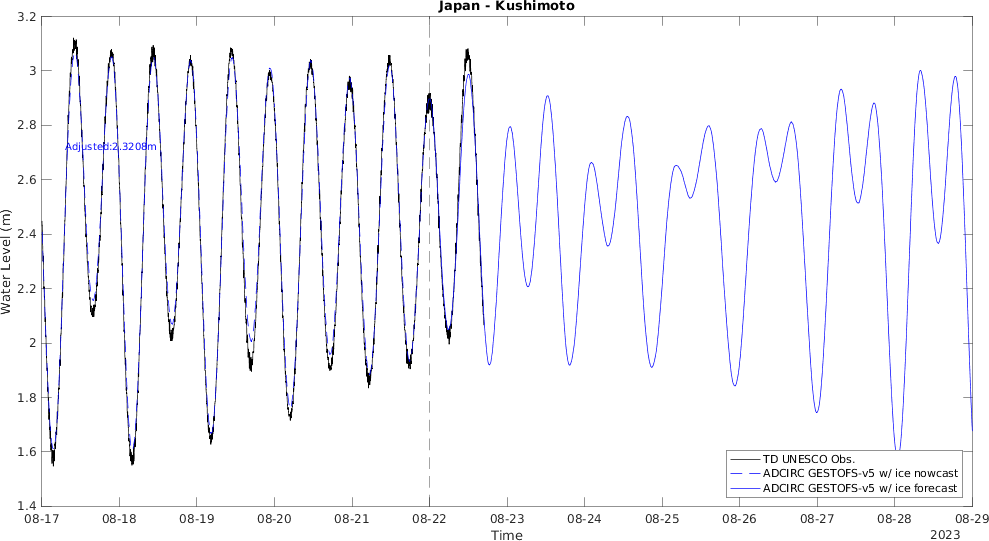 Japan - Kushimoto
3.2
3
2.8
2.6
2.4
2.2
2
1.8
1.6
1.4
Water Level (m)
Adjusted:2.3208m
TD UNESCO Obs.
ADCIRC GESTOFS-v5 w/ ice nowcast
ADCIRC GESTOFS-v5 w/ ice forecast
08-17 08-18 08-19 08-20 08-21 08-22 08-23 08-24 08-25 08-26 08-27 08-28 08-29
Time
2023